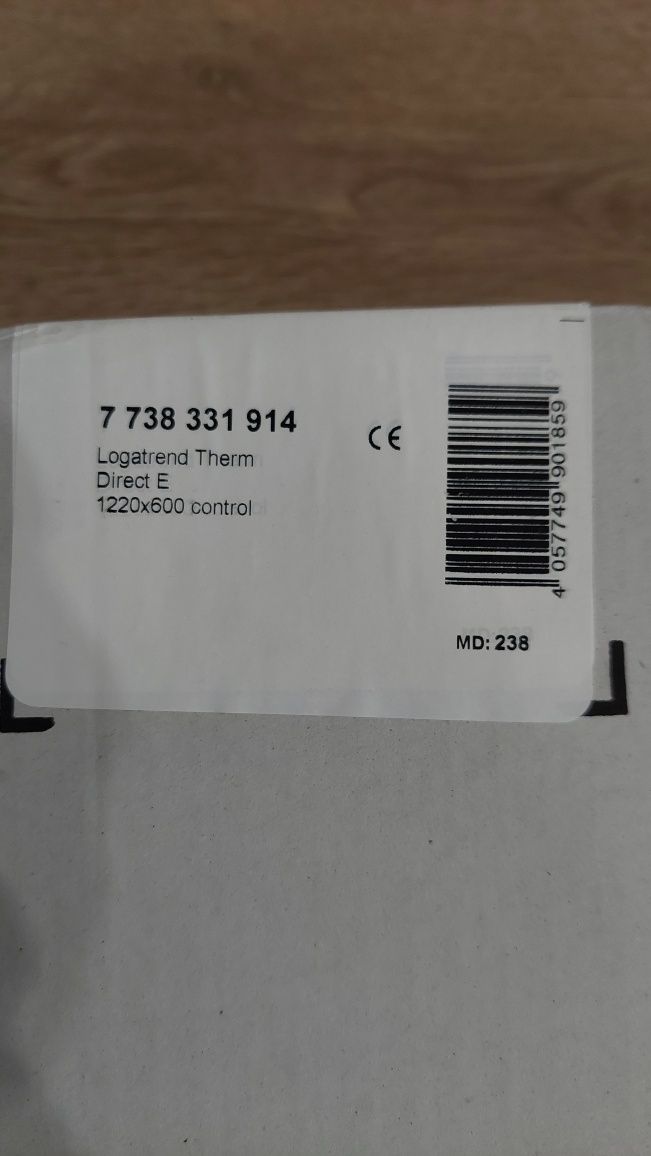 7 738 331 914
Logatrend Therm
Direct E
1220x600 control
CE
4 057749 901859
MD: 238